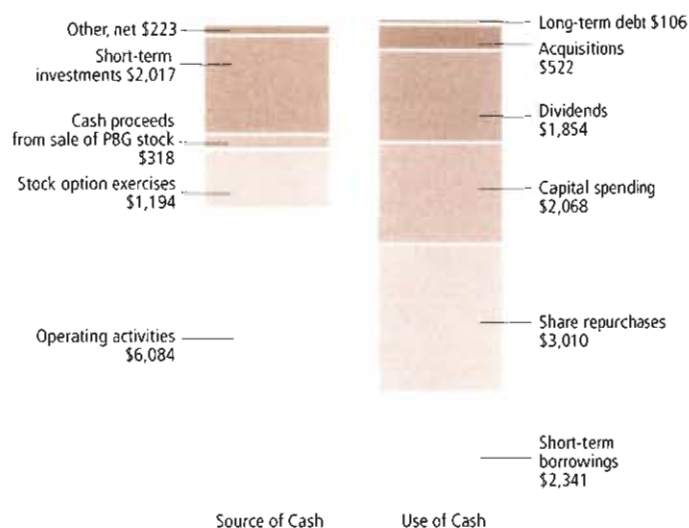 Other, net $223
Short-term
investments $2,017
Cash proceeds
from sale of PBG stock
$318
Stock option exercises
$1,194
Operating activities
$6,084
Source of Cash
Long-term debt $106
Acquisitions
$522
Dividends
$1,854
Capital spending
$2,068
Share repurchases
$3,010
Short-term
borrowings
$2,341
Use of Cash